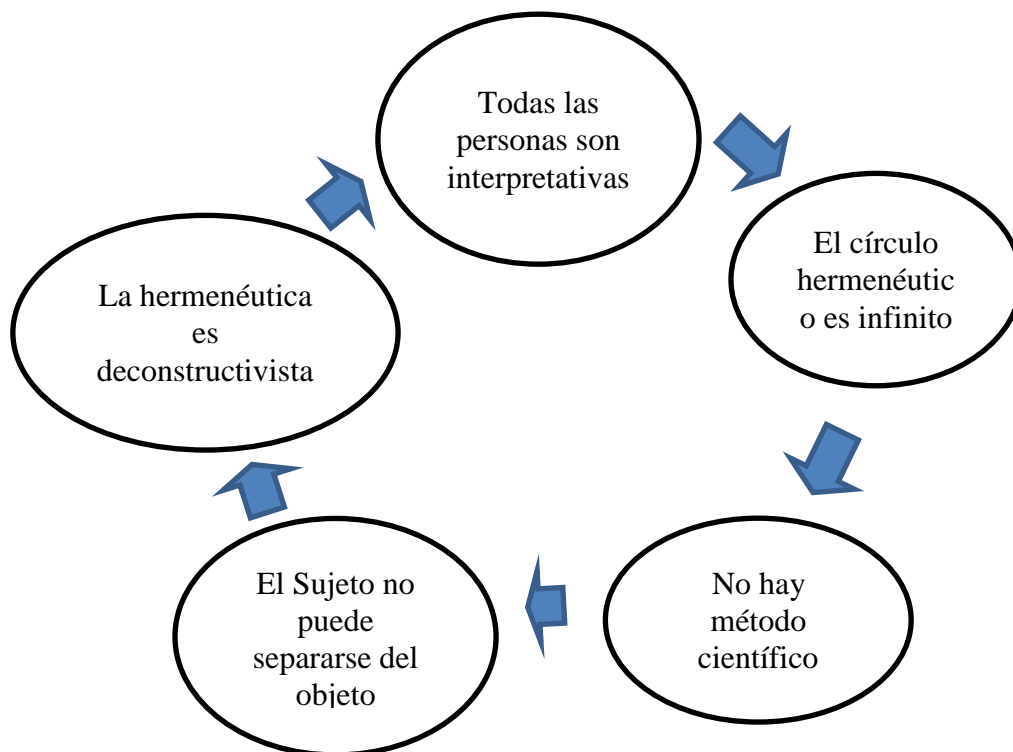 Todas las
personas son
interpretativas
El círculo
hermenéutic
o es infinito
No hay
método
científico
El Sujeto no
puede
separarse del
objeto
La hermenéutica
es
deconstructivista